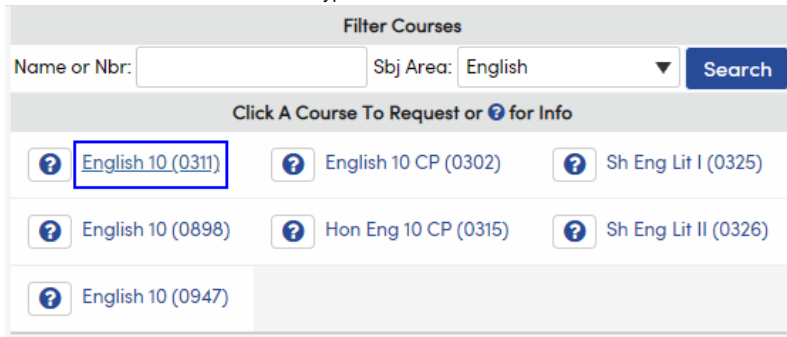 Filter Courses
Name or Nbr: Sbj Area: English Search
Click A Course To Request or ? for Info
? English 10 (0311) ? English 10 CP (0302) ? Sh Eng Lit I (0325)
? English 10 (0898) ? Hon Eng 10 CP (0315) ? Sh Eng Lit II (0326)
? English 10 (0947)